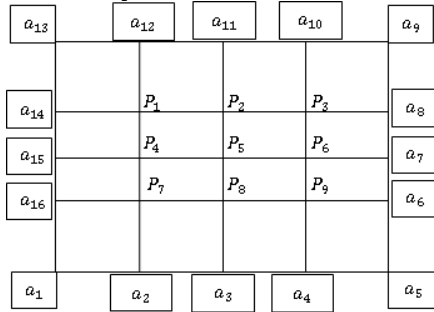 a₁₃ a₁₂ a₁₁ a₁₀ a₉
a₁₄ P₁ P₂ P₃ a₈
a₁₅ P₄ P₅ P₆ a₇
a₁₆ P₇ P₈ P₉ a₆
a₁ a₂ a₃ a₄ a₅